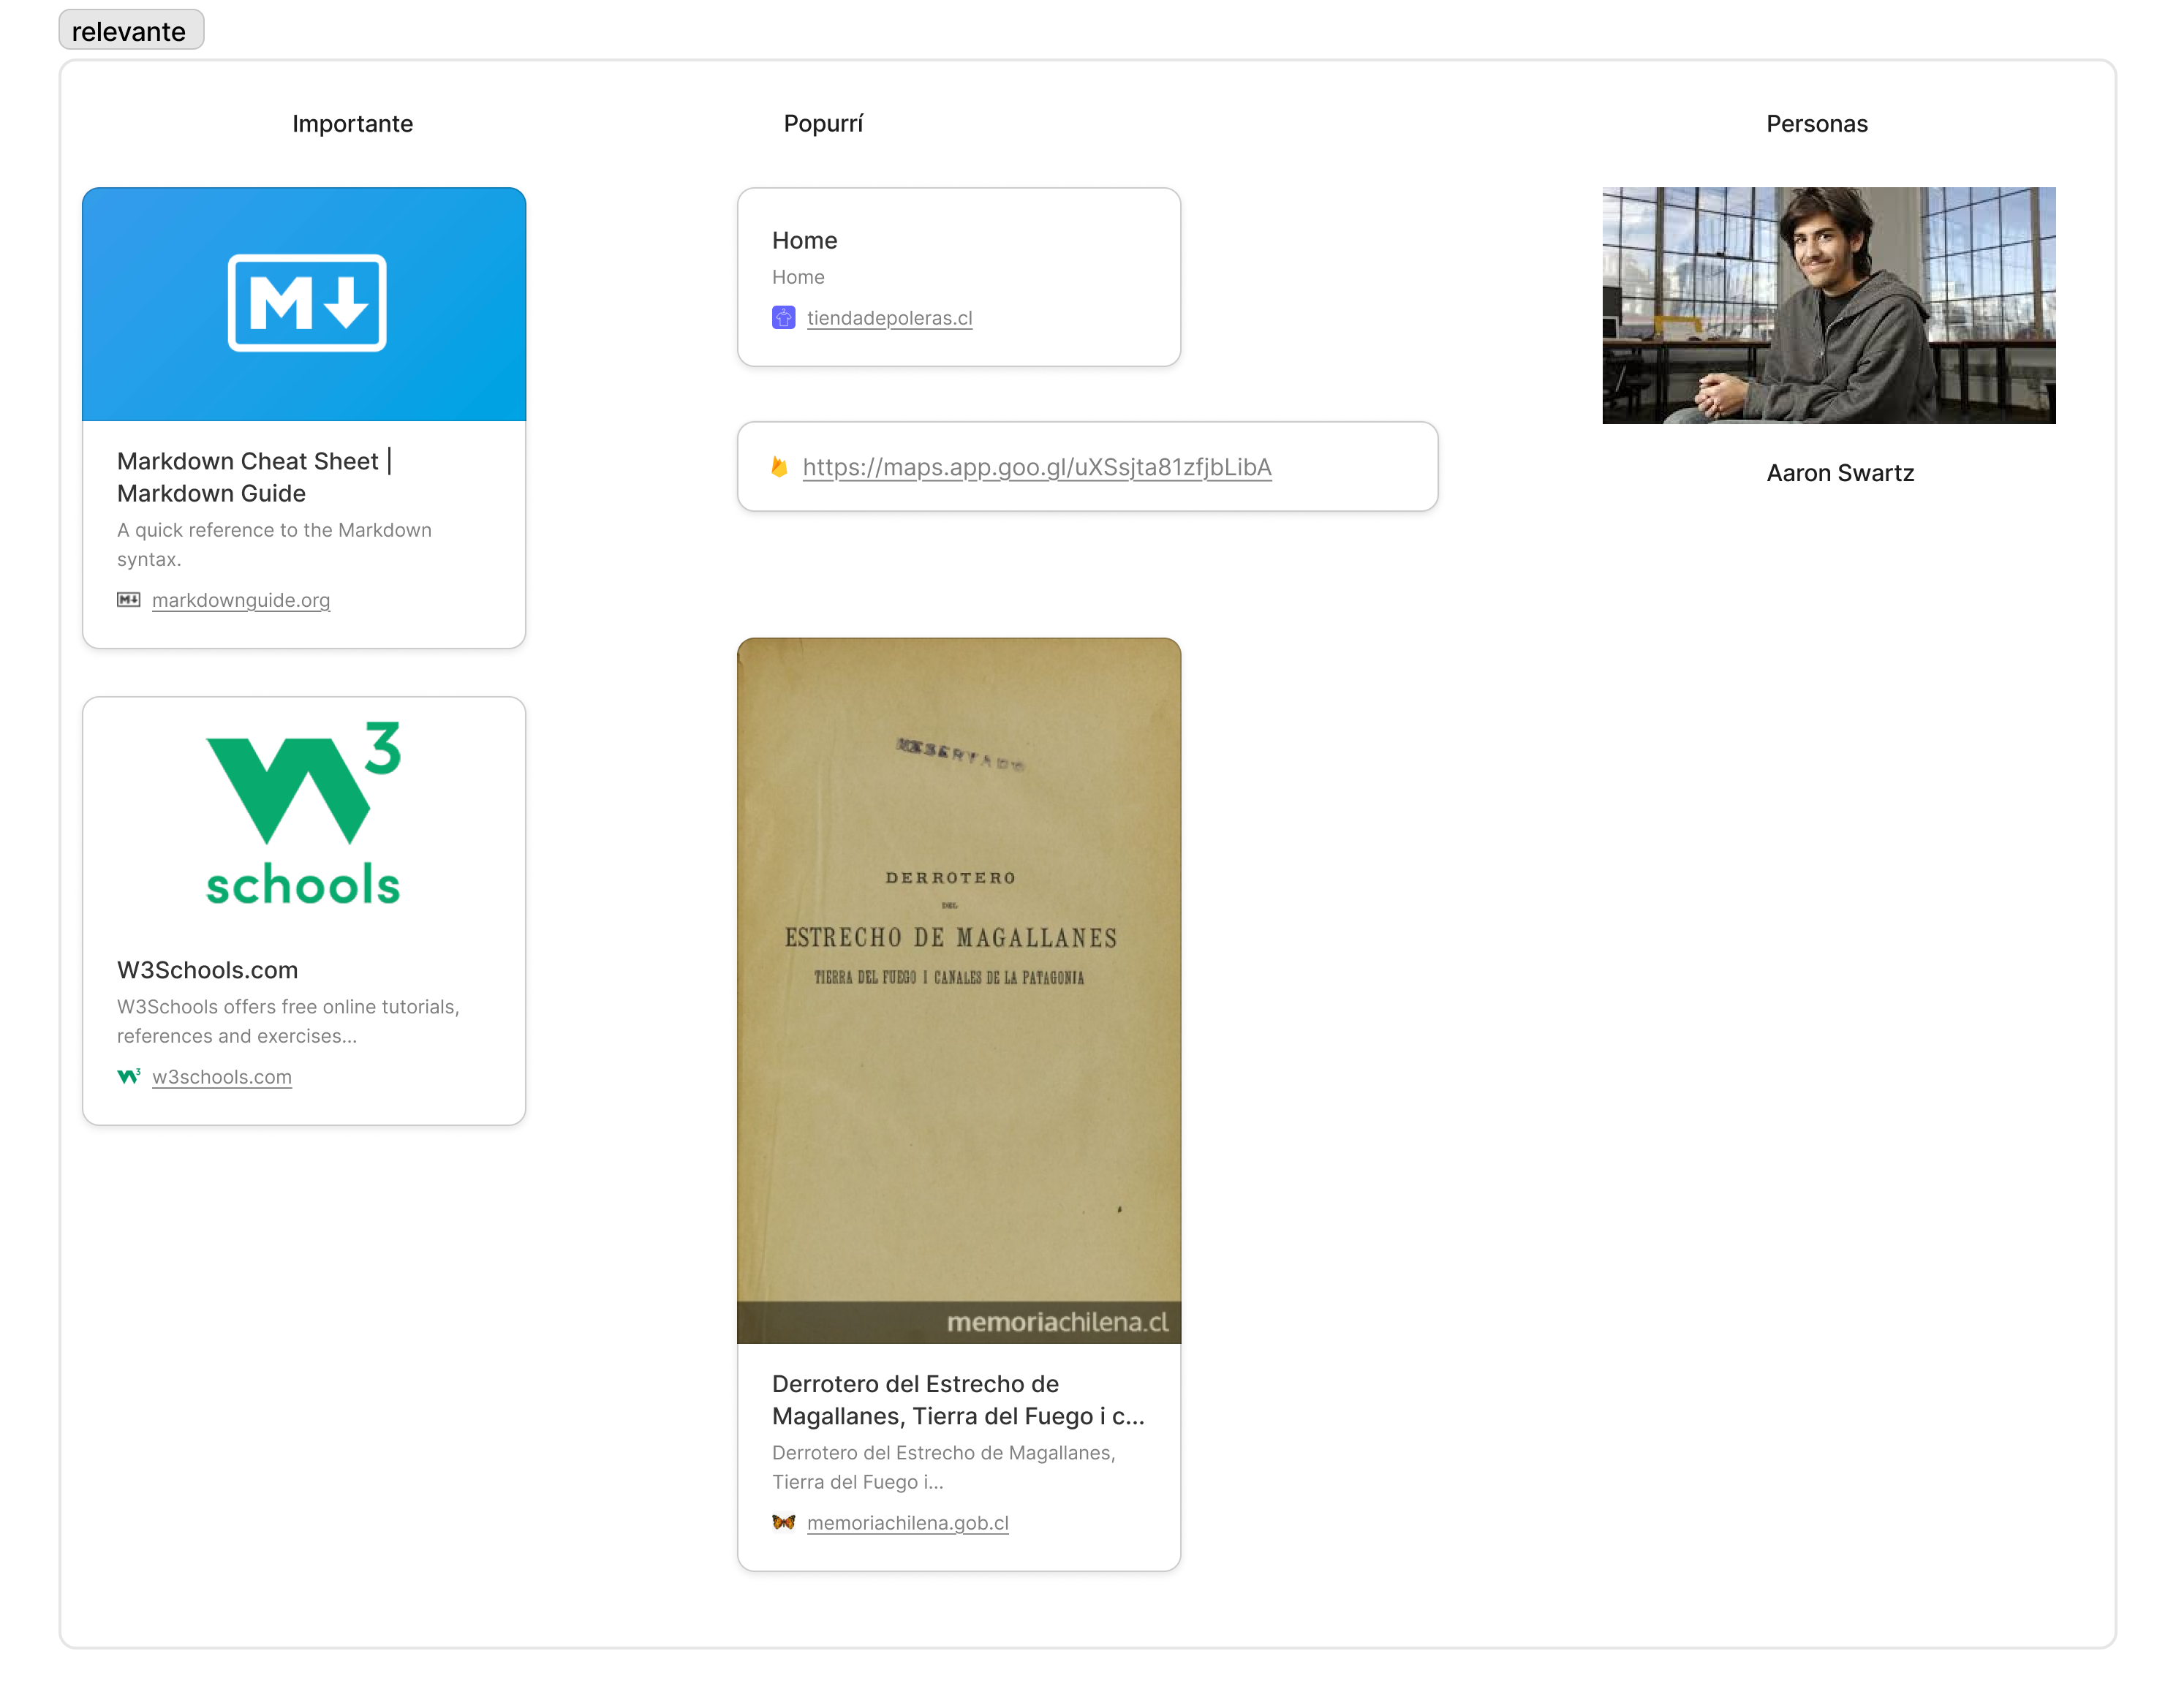 relevante
Importante
Markdown Cheat Sheet |
Markdown Guide
A quick reference to the Markdown
syntax.
M↓ markdownguide.org
W3
schools
W3Schools.com
W3Schools offers free online tutorials,
references and exercises...
W3 w3schools.com
Popurrí
Home
Home
tiendadepoleras.cl
https://maps.app.goo.gl/uXSsjta81zfjbLibA
RESERVADO
DERROTERO
DEL
ESTRECHO DE MAGALLANES
TIERRA DEL FUEGO I CANALES DE LA PATAGONIA
memoriachilena.cl
Derrotero del Estrecho de
Magallanes, Tierra del Fuego i c...
Derrotero del Estrecho de Magallanes,
Tierra del Fuego i...
memoriachilena.gob.cl
Personas
Aaron Swartz